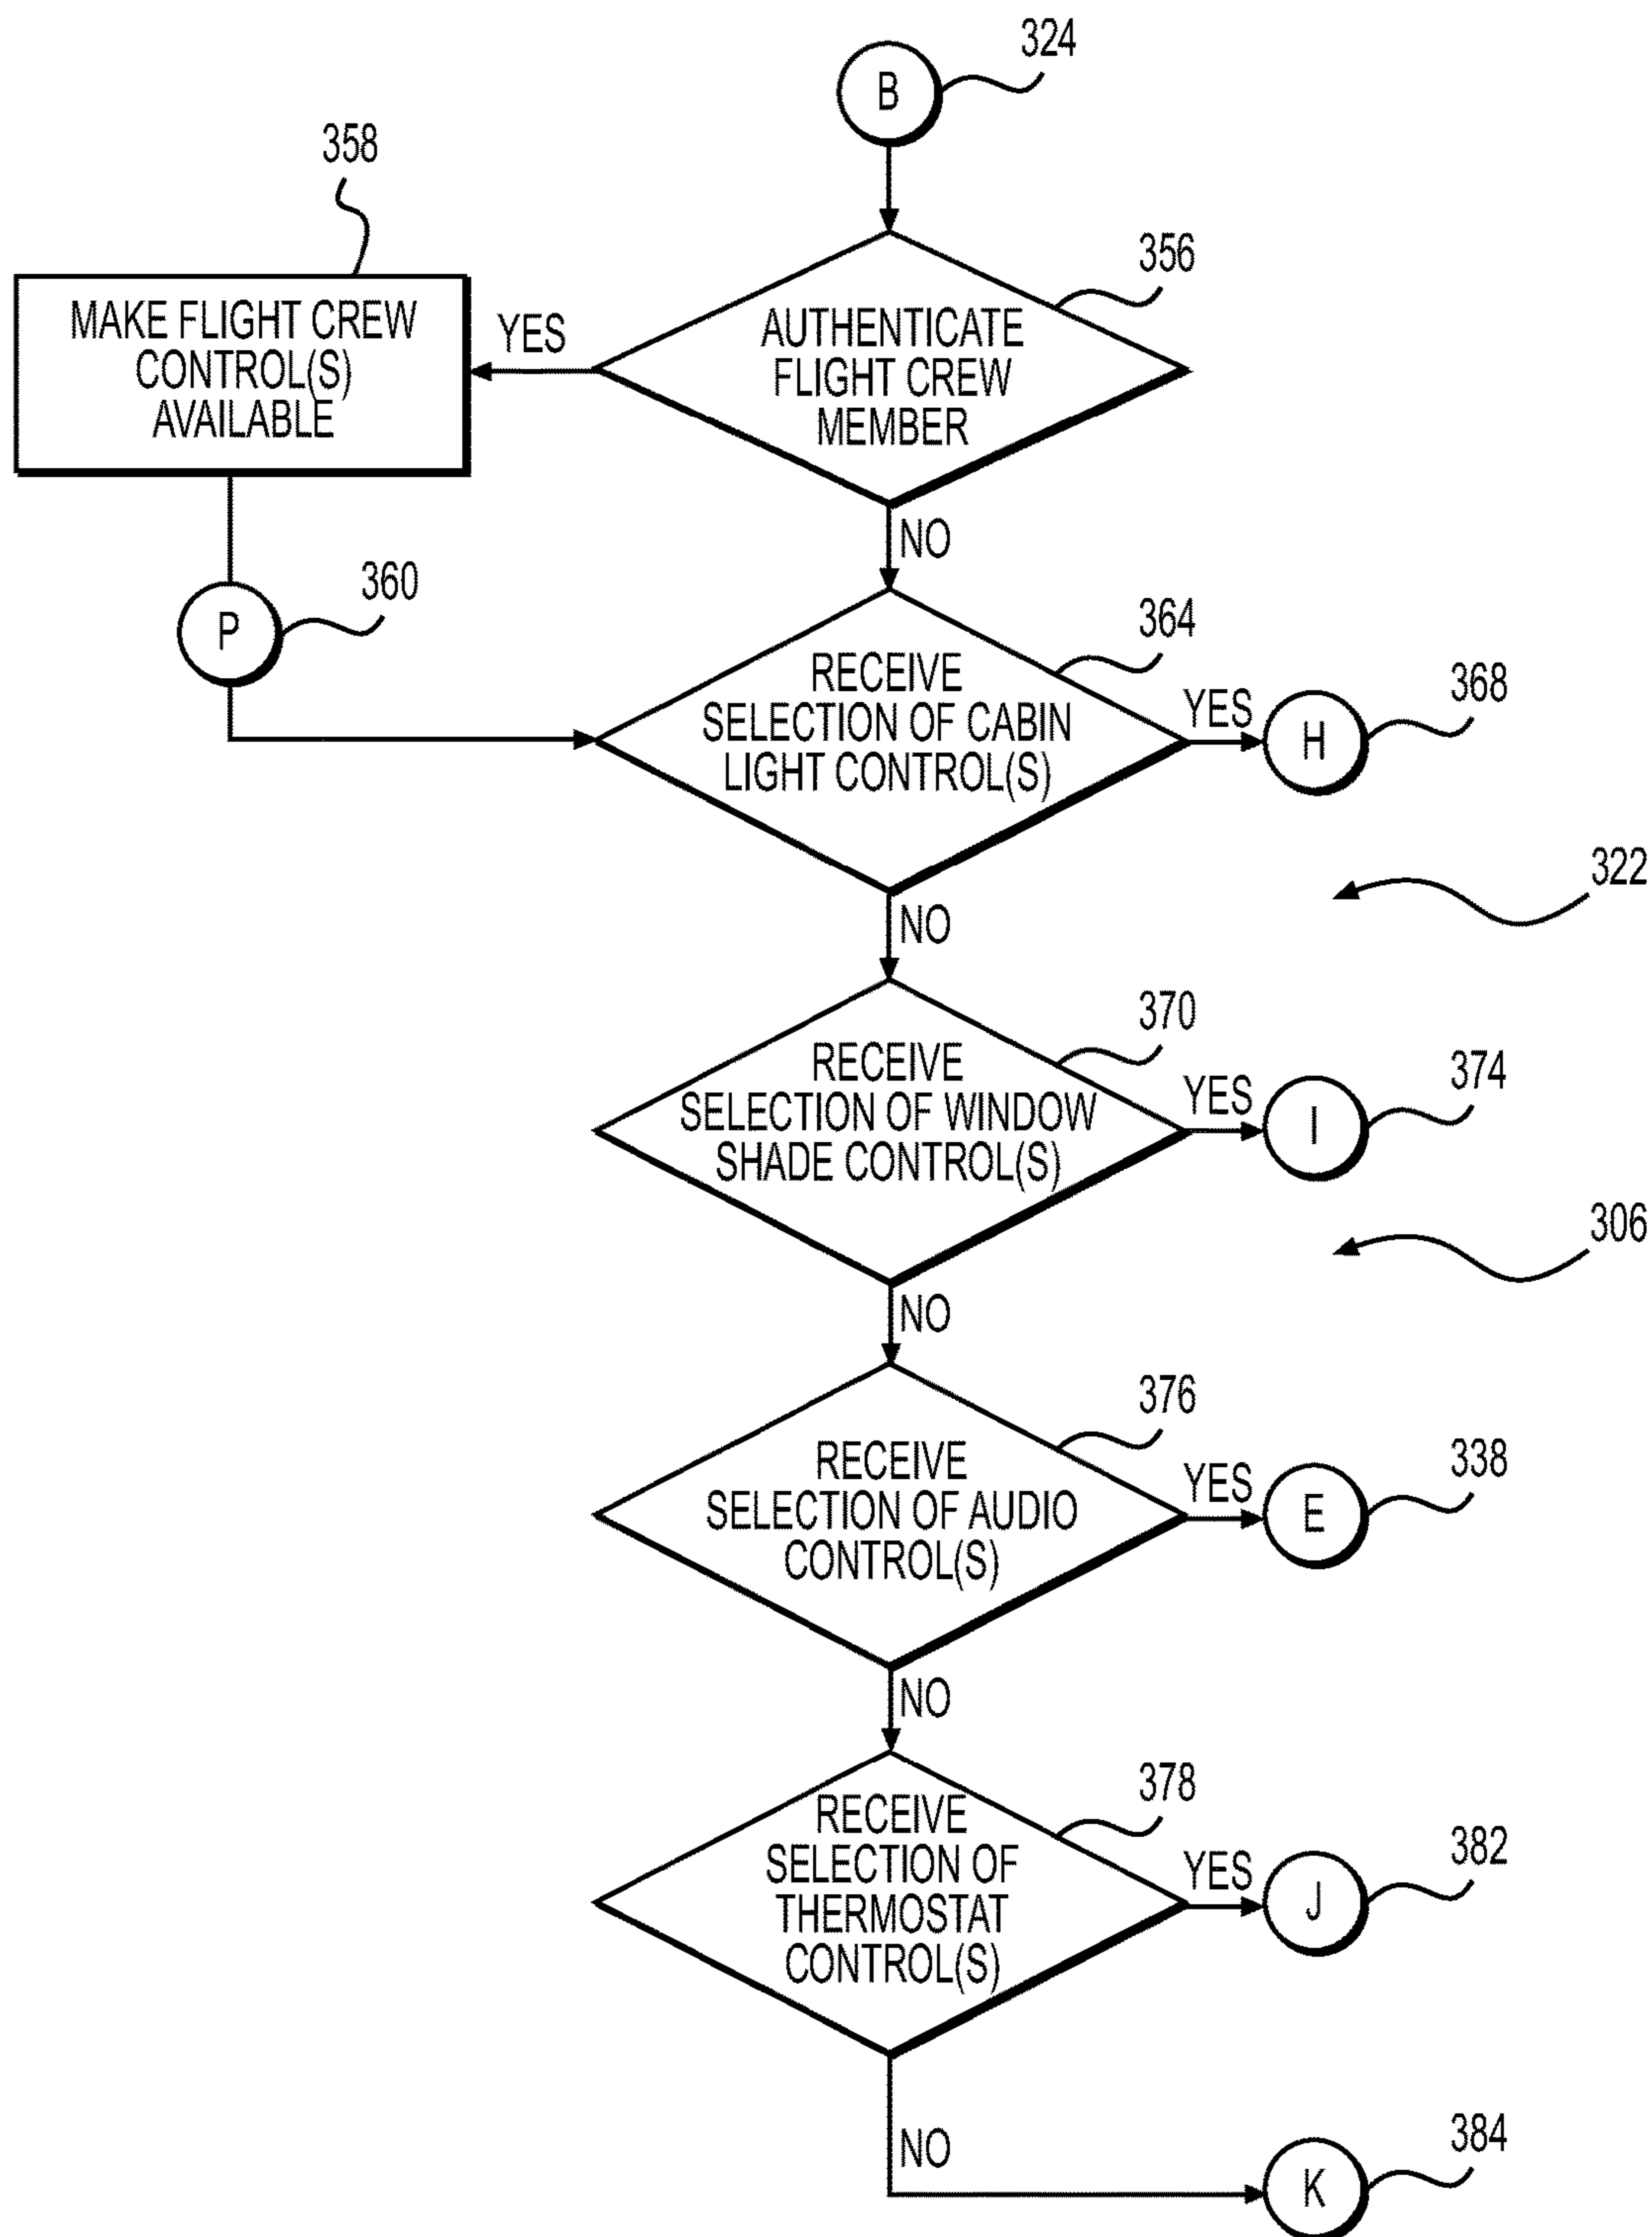 324
B
358
356
MAKE FLIGHT CREW
CONTROL(S)
AVAILABLE
YES
AUTHENTICATE
FLIGHT CREW
MEMBER
NO
360
P
364
RECEIVE
SELECTION OF CABIN
LIGHT CONTROL(S)
YES
H
368
322
NO
370
RECEIVE
SELECTION OF WINDOW
SHADE CONTROL(S)
YES
I
374
306
NO
376
RECEIVE
SELECTION OF AUDIO
CONTROL(S)
YES
E
338
NO
378
RECEIVE
SELECTION OF
THERMOSTAT
CONTROL(S)
YES
J
382
NO
K
384